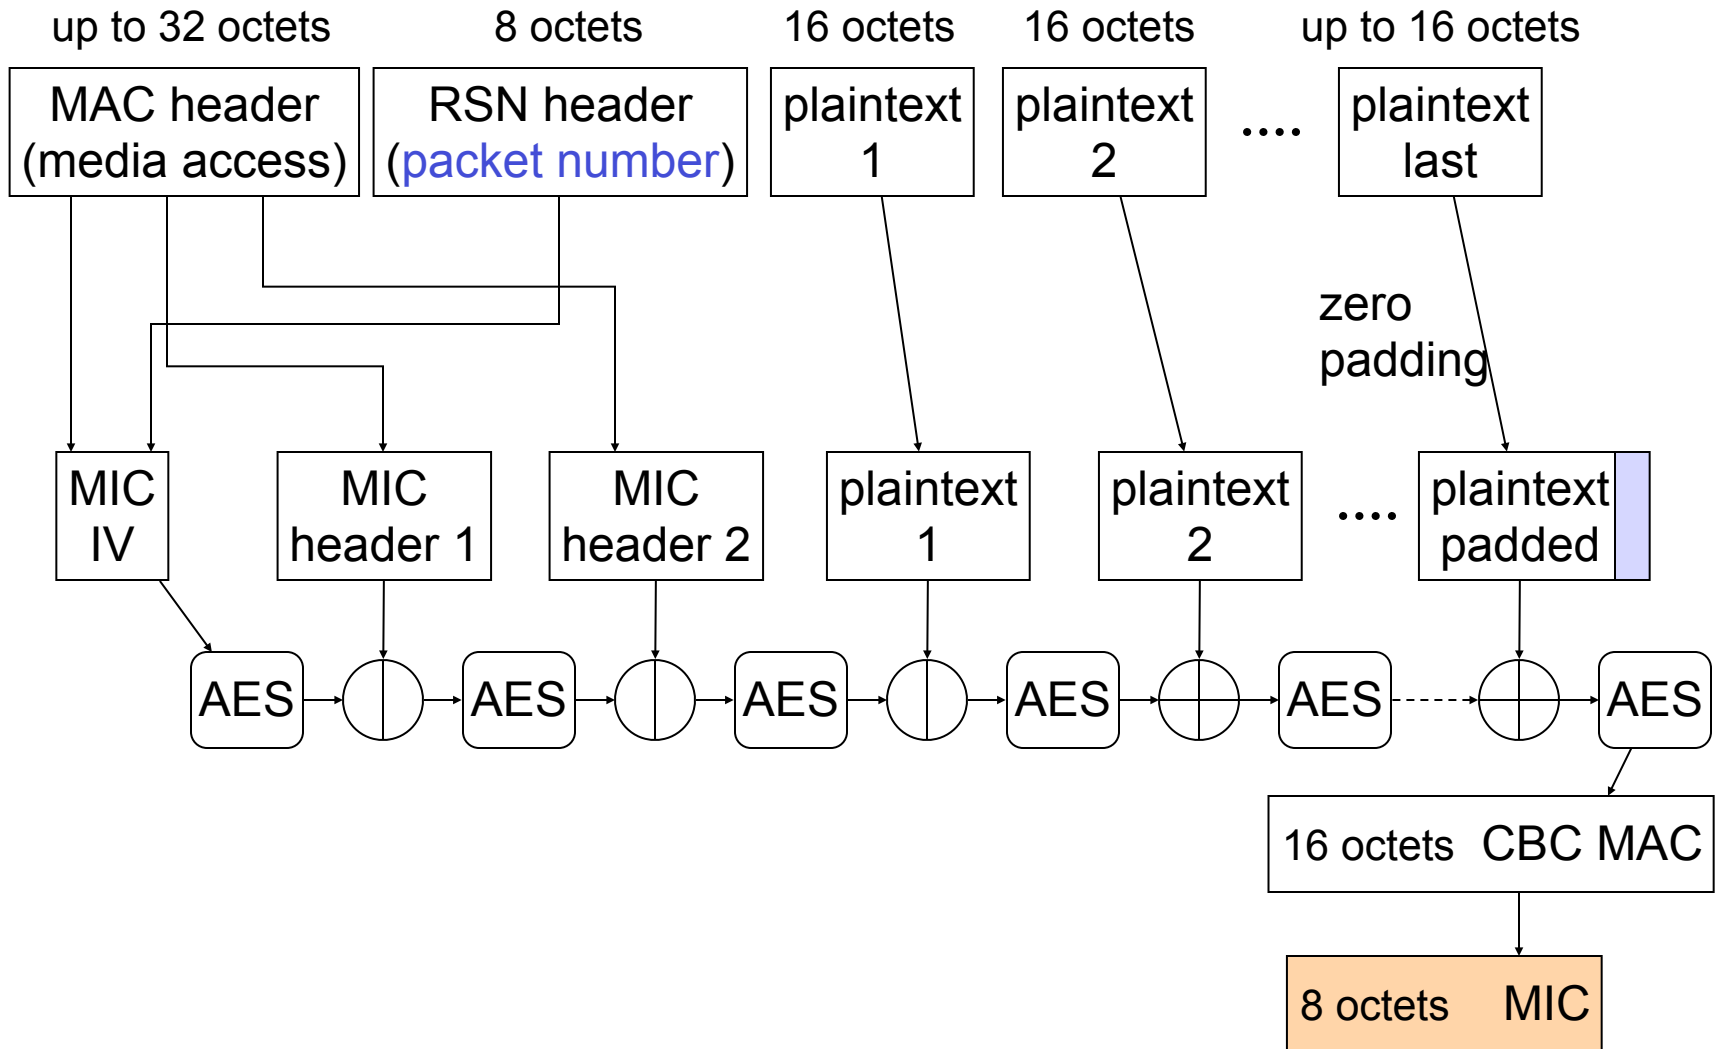 up to 32 octets
8 octets
16 octets
16 octets
up to 16 octets
MAC header
(media access)
RSN header
(packet number)
plaintext
1
plaintext
2
....
plaintext
last
zero
padding
MIC
IV
MIC
header 1
MIC
header 2
plaintext
1
plaintext
2
....
plaintext
padded
AES
AES
AES
AES
AES
AES
16 octets CBC MAC
8 octets MIC